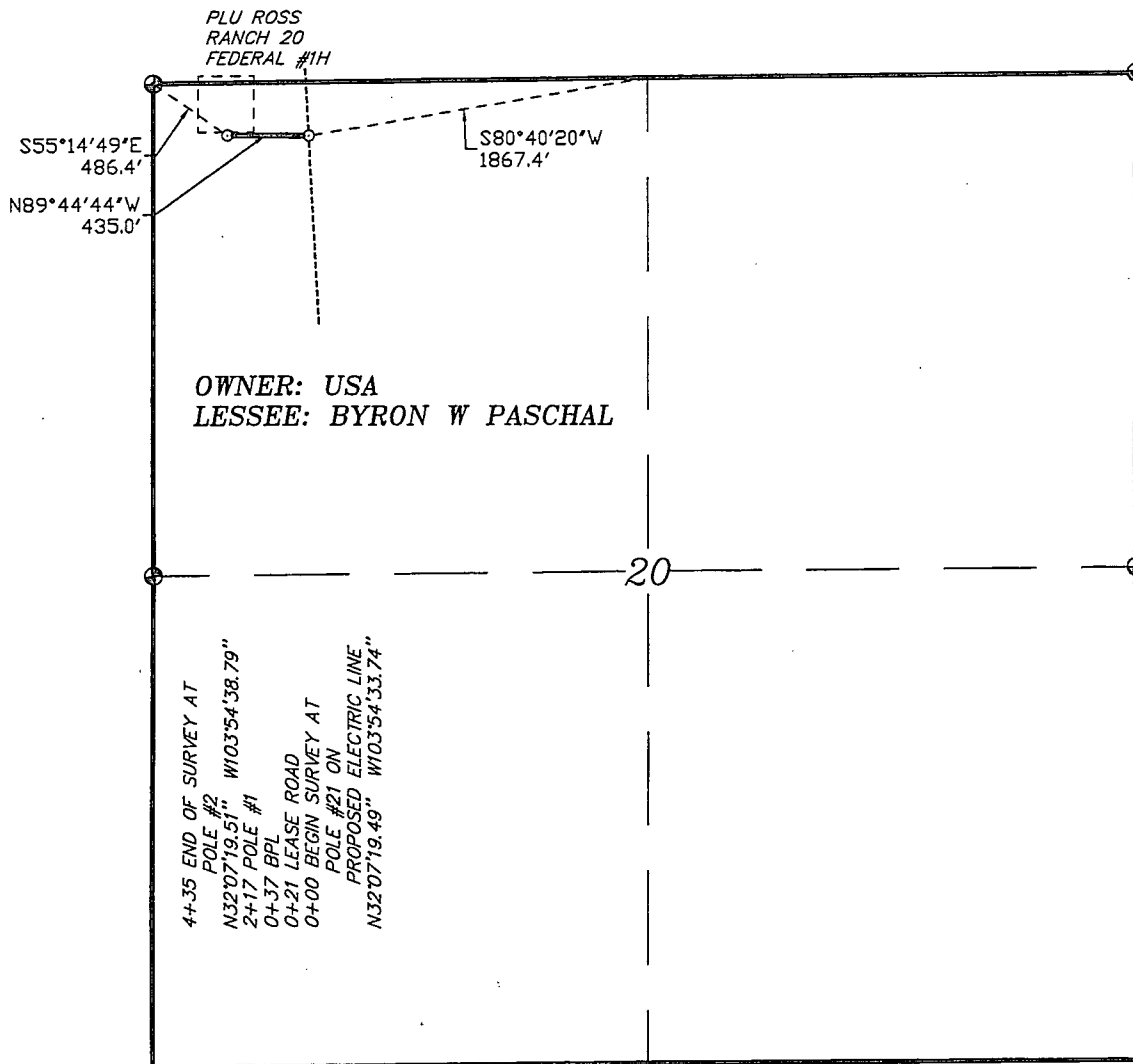 PLU ROSS
RANCH 20
FEDERAL #1H
S55°14'49"E
486.4'
N89°44'44"W
435.0'
S80°40'20"W
1867.4'
OWNER: USA
LESSEE: BYRON W PASCHAL
20
4+35 END OF SURVEY AT
POLE #2
N32°07'19.51" W103°54'38.79"
2+17 POLE #1
0+37 BPL
0+21 LEASE ROAD
0+00 BEGIN SURVEY AT
POLE #21 ON
PROPOSED ELECTRIC LINE
N32°07'19.49" W103°54'33.74"